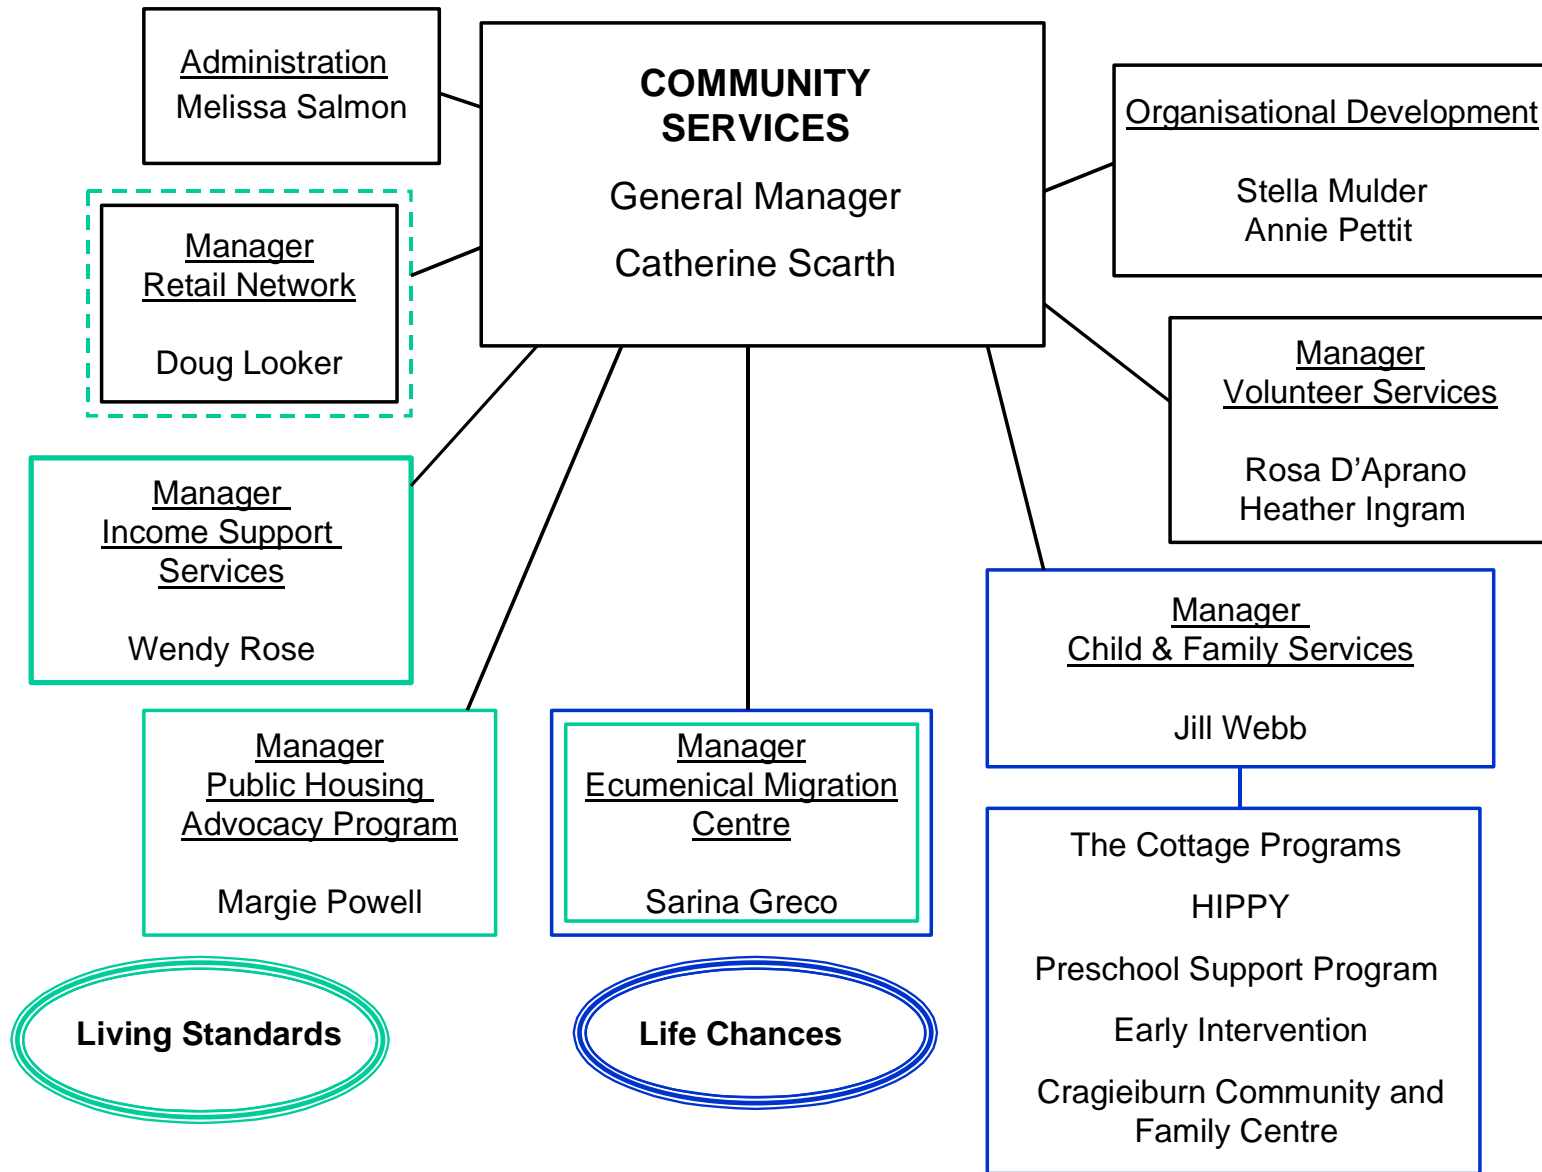 Administration
Melissa Salmon
COMMUNITY
SERVICES
General Manager
Catherine Scarth
Organisational Development
Stella Mulder
Annie Pettit
Manager
Retail Network
Doug Looker
Manager
Volunteer Services
Rosa D’Aprano
Heather Ingram
Manager
Income Support
Services
Wendy Rose
Manager
Child & Family Services
Jill Webb
Manager
Public Housing
Advocacy Program
Margie Powell
Manager
Ecumenical Migration
Centre
Sarina Greco
The Cottage Programs
HIPPY
Preschool Support Program
Early Intervention
Cragieiburn Community and
Family Centre
Living Standards
Life Chances